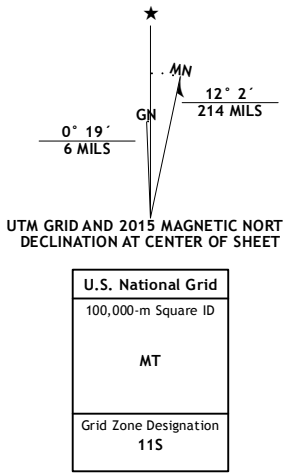 ★
MN
12° 2´
214 MILS
GN
0° 19´
6 MILS
UTM GRID AND 2015 MAGNETIC NORT
DECLINATION AT CENTER OF SHEET
U.S. National Grid
100,000-m Square ID
MT
Grid Zone Designation
11S